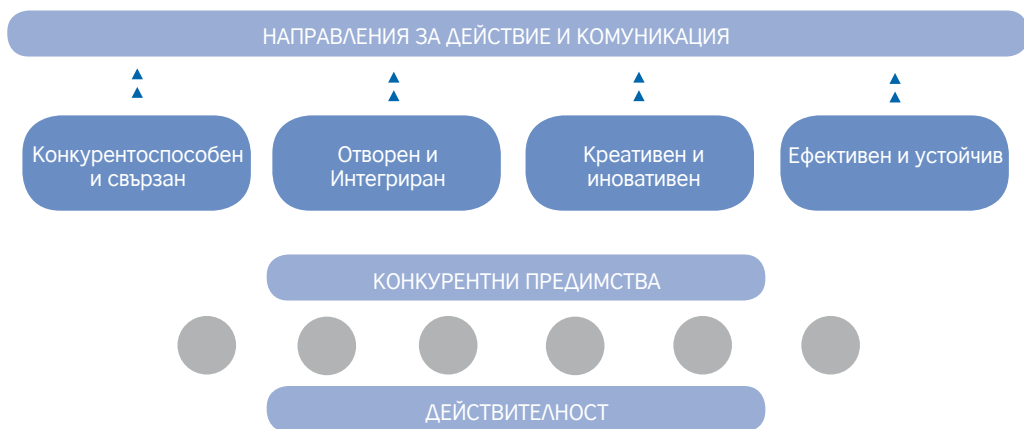 НАПРАВЛЕНИЯ ЗА ДЕЙСТВИЕ И КОМУНИКАЦИЯ
Конкурентоспособен
и свързан
Отворен и
Интегриран
Креативен и
иновативен
Ефективен и устойчив
КОНКУРЕНТНИ ПРЕДИМСТВА
ДЕЙСТВИТЕЛНОСТ